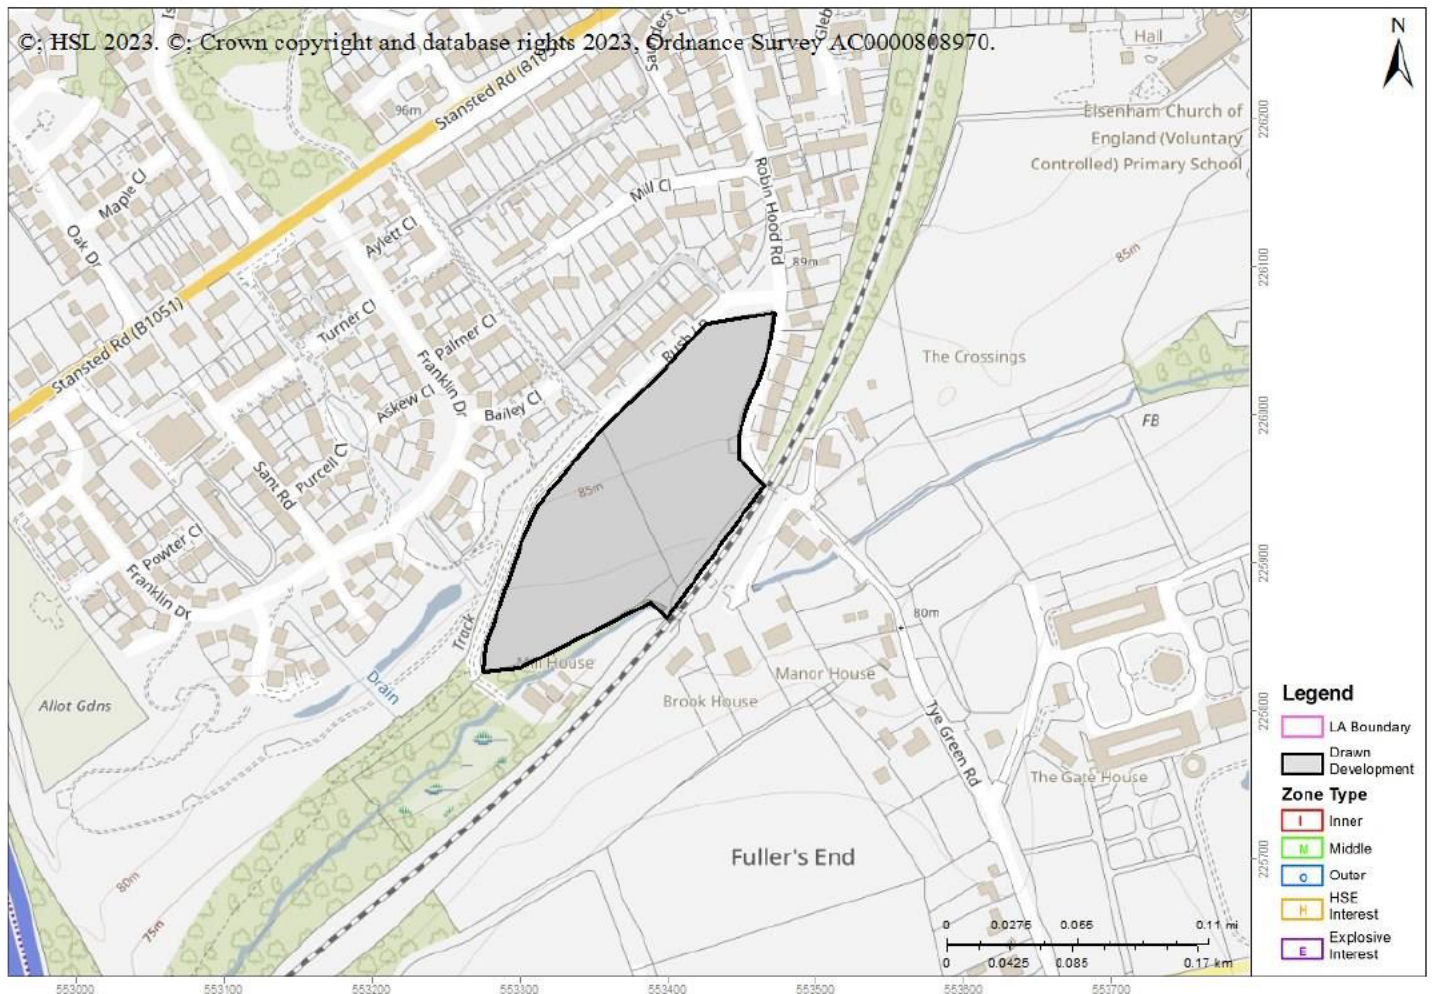 ©; HSL 2023. ©; Crown copyright and database rights 2023, Ordnance Survey AC0000808970.
N
Hall
96m
Stansted Rd (B1051)
Elsenham Church of
England (Voluntary
Controlled) Primary School
226200
Maple Cl
Mill Cl
Robin Hood Rd
Oak Dr
Aylett Cl
85m
89m
226100
Turner Cl
Stansted Rd (B1051)
Palmer Cl
The Crossings
Franklin Dr
Askew Cl
Bailey Cl
FB
226000
Sant Rd
Purcell Cl
85m
Powter Cl
225900
Franklin Dr
80m
Track
Mill House
Manor House
Drain
Brook House
Allot Gdns
225800
Tye Green Rd
The Gate House
Fuller's End
80m
75m
225700
Legend
LA Boundary
Drawn
Development
Zone Type
I Inner
M Middle
O Outer
H HSE
Interest
E Explosive
Interest
0 0.0275 0.055 0.11 mi
0 0.0425 0.085 0.17 km
553000 553100 553200 553300 553400 553500 553600 553700